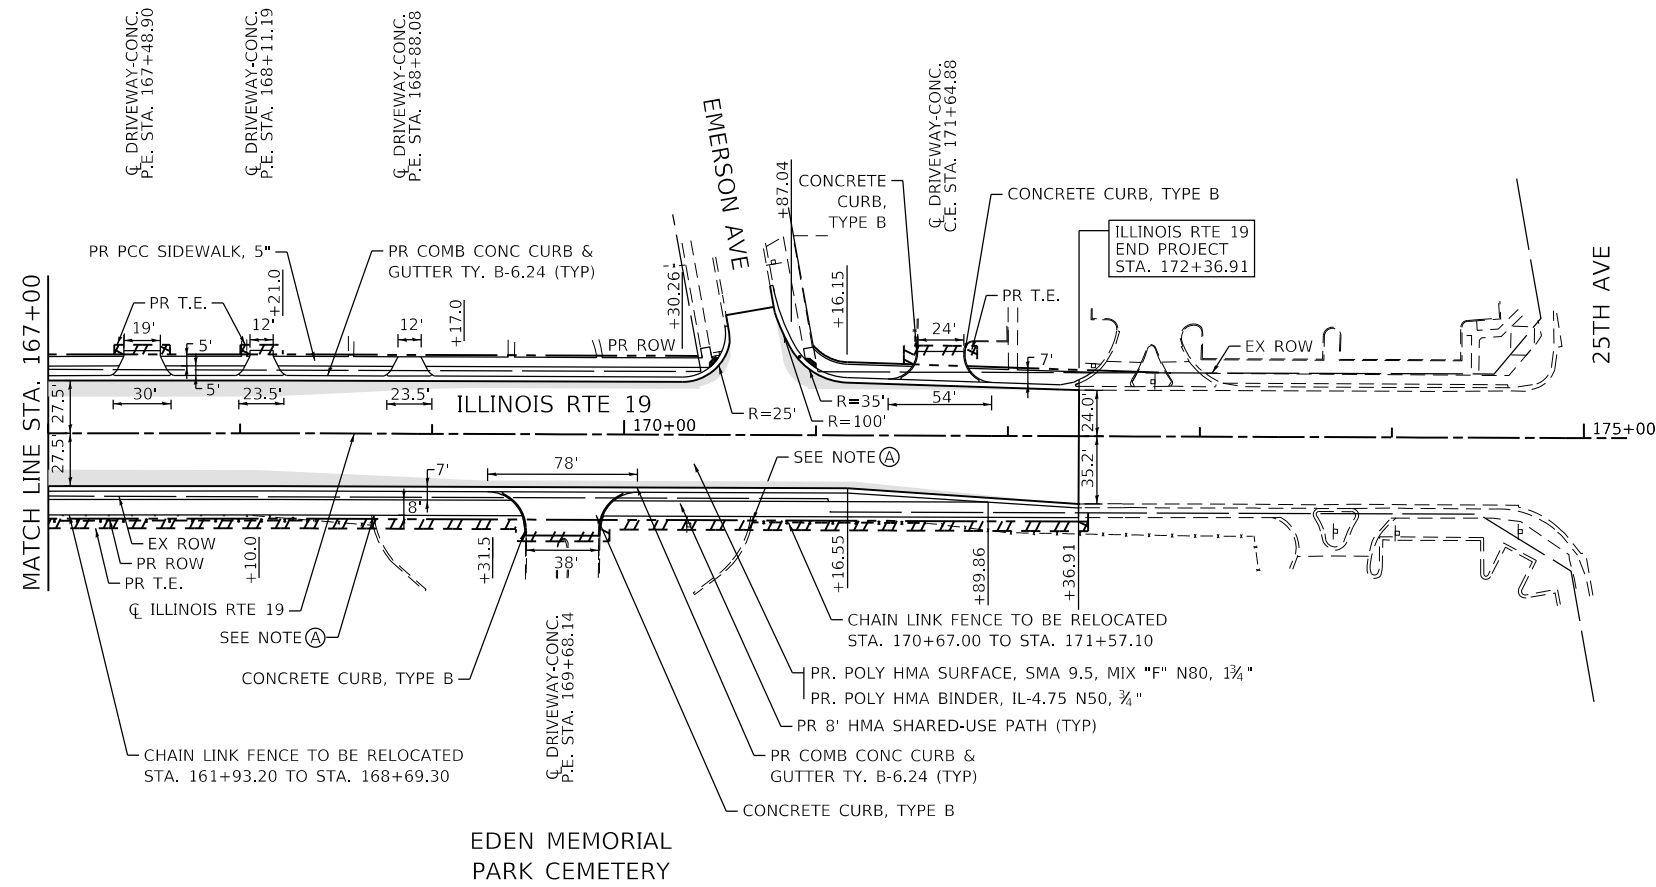 ℄ DRIVEWAY-CONC.
P.E. STA. 167+48.90
℄ DRIVEWAY-CONC.
P.E. STA. 168+11.19
℄ DRIVEWAY-CONC.
P.E. STA. 168+88.08
EMERSON AVE
+87.04
CONCRETE
CURB,
TYPE B
℄ DRIVEWAY-CONC.
C.E. STA. 171+64.88
CONCRETE CURB, TYPE B
ILLINOIS RTE 19
END PROJECT
STA. 172+36.91
25TH AVE
MATCH LINE STA. 167+00
PR PCC SIDEWALK, 5"
PR COMB CONC CURB &
GUTTER TY. B-6.24 (TYP)
PR T.E.
+21.0
+17.0
+30.26
+16.15
PR T.E.
19'
12'
12'
24'
PR ROW
EX ROW
5'
5'
7'
30'
23.5'
23.5'
ILLINOIS RTE 19
R=25'
R=35'
R=100'
54'
27.5'
27.5'
24.0'
35.2'
170+00
175+00
SEE NOTE Ⓐ
78'
7'
8'
EX ROW
PR ROW
PR T.E.
℄ ILLINOIS RTE 19
SEE NOTE Ⓐ
+10.0
+31.5
38'
+16.55
+89.86
+36.91
CHAIN LINK FENCE TO BE RELOCATED
STA. 170+67.00 TO STA. 171+57.10
CONCRETE CURB, TYPE B
℄ DRIVEWAY-CONC.
P.E. STA. 169+68.14
PR. POLY HMA SURFACE, SMA 9.5, MIX "F" N80, 1¾"
PR. POLY HMA BINDER, IL-4.75 N50, ¾"
PR 8' HMA SHARED-USE PATH (TYP)
CHAIN LINK FENCE TO BE RELOCATED
STA. 161+93.20 TO STA. 168+69.30
PR COMB CONC CURB &
GUTTER TY. B-6.24 (TYP)
CONCRETE CURB, TYPE B
EDEN MEMORIAL
PARK CEMETERY